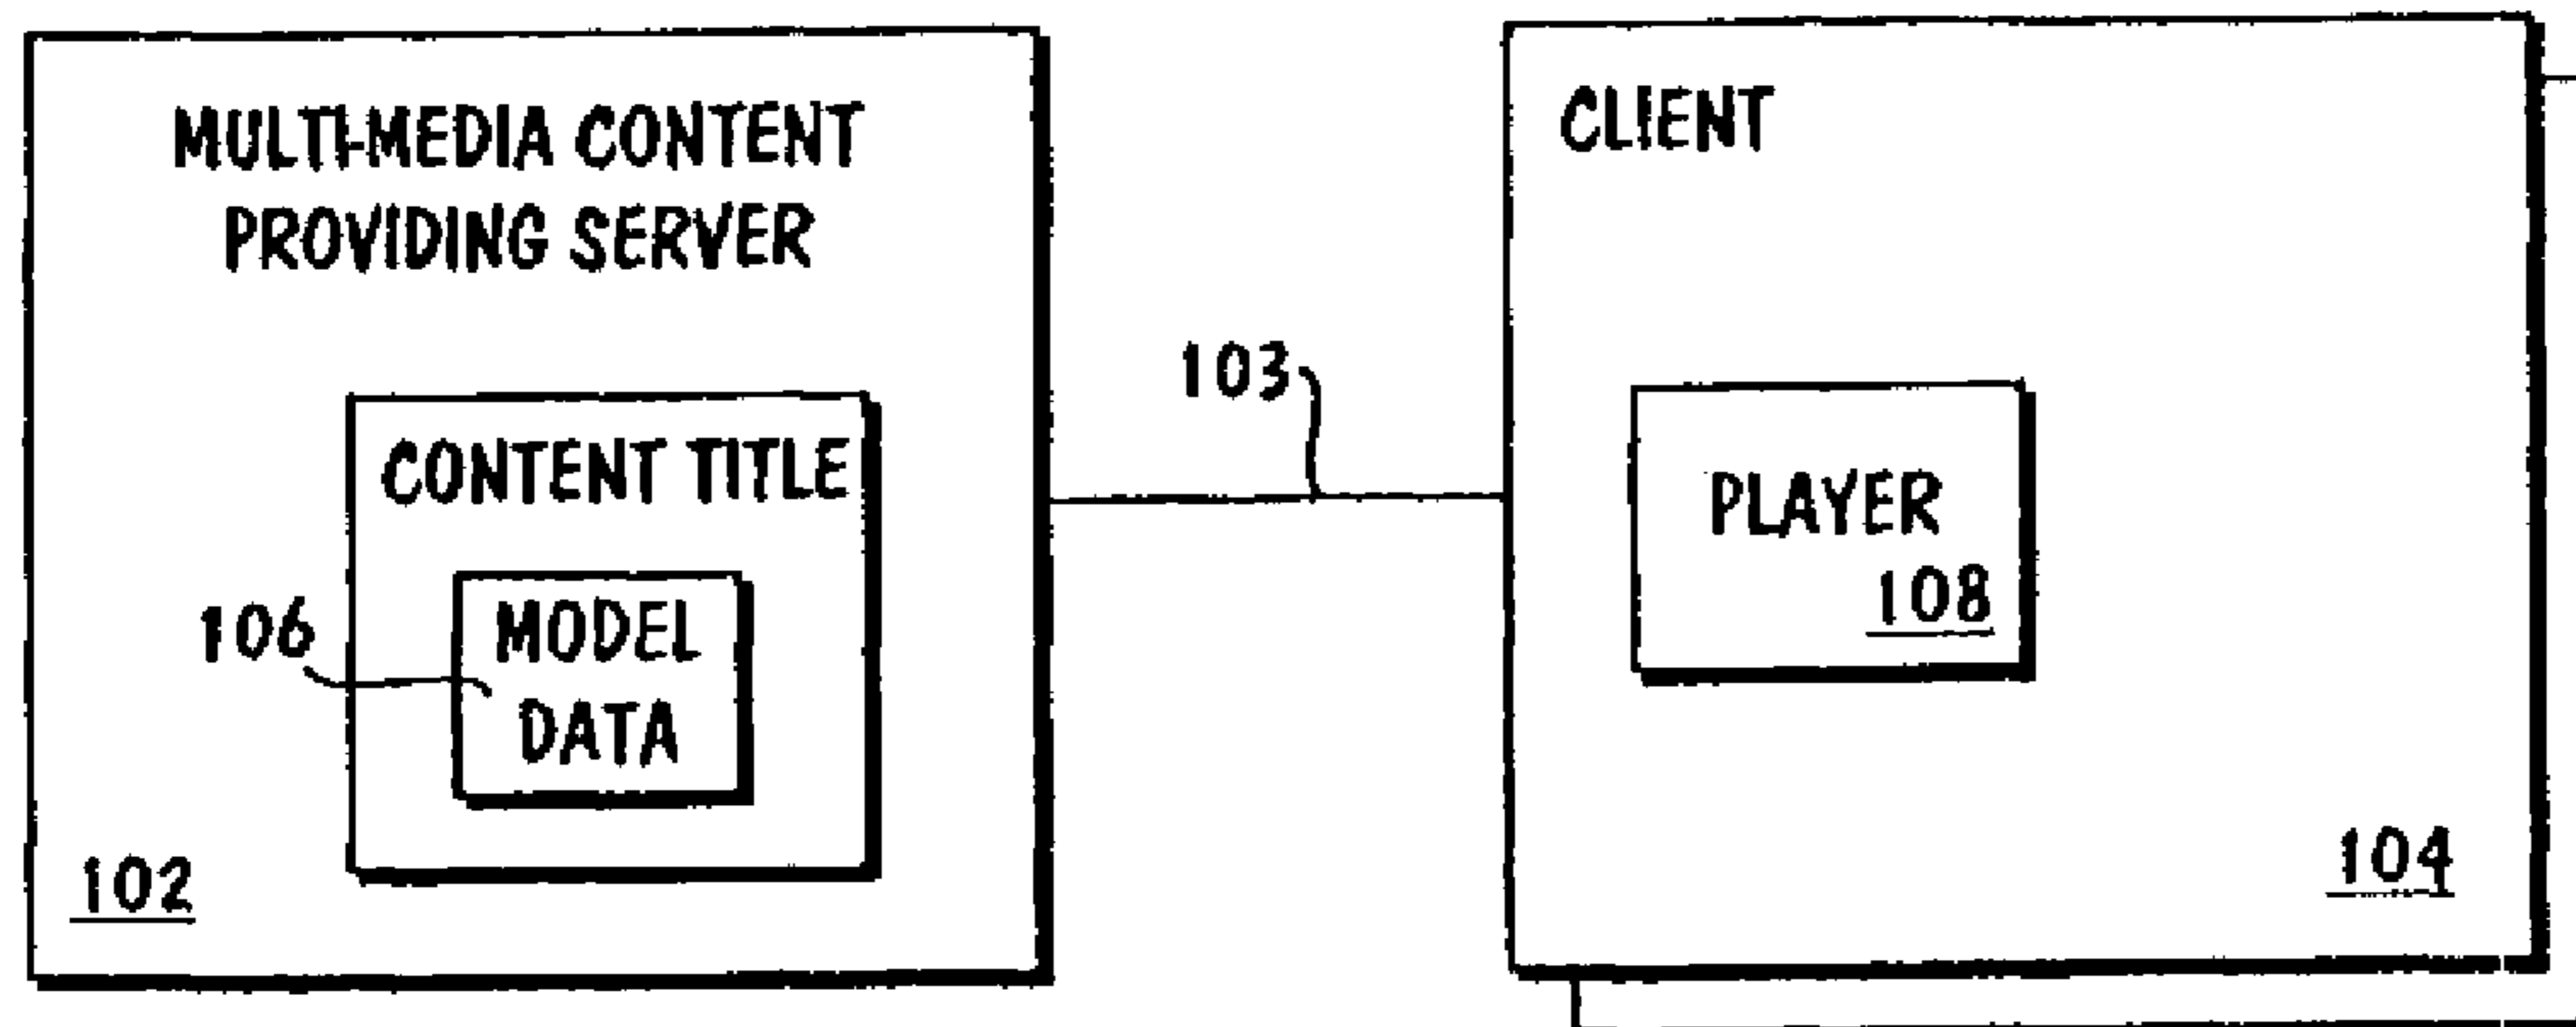 MULTI-MEDIA CONTENT
PROVIDING SERVER
CONTENT TITLE
MODEL
DATA
106
102
103
CLIENT
PLAYER
108
104